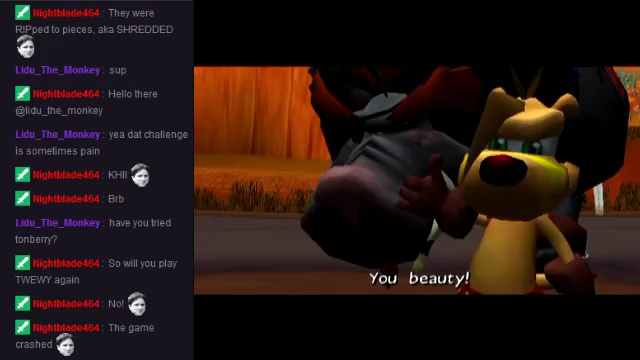 Nightblade464: They were
RIPped to pieces, aka SHREDDED
Lidu_The_Monkey: sup
Nightblade464: Hello there
@lidu_the_monkey
Lidu_The_Monkey: yea dat challenge
is sometimes pain
Nightblade464: KHII
Nightblade464: Brb
Lidu_The_Monkey: have you tried
tonberry?
Nightblade464: So will you play
TWEWY again
Nightblade464: No!
Nightblade464: The game
crashed
You beauty!